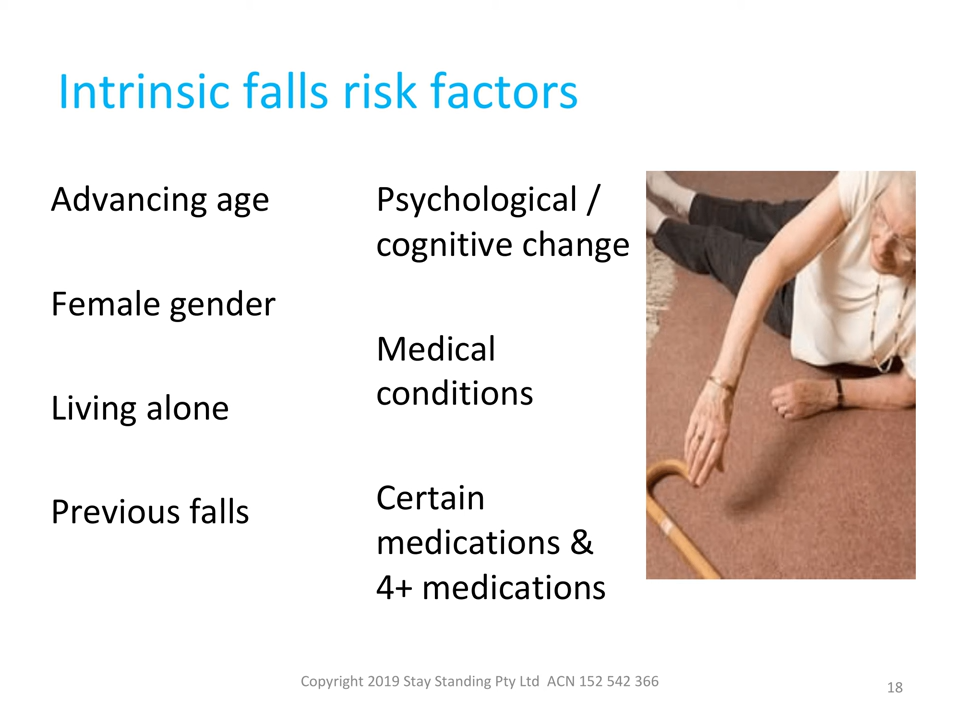 Intrinsic falls risk factors
Advancing age
Female gender
Living alone
Previous falls
Psychological /
cognitive change
Medical
conditions
Certain
medications &
4+ medications
Copyright 2019 Stay Standing Pty Ltd  ACN 152 542 366
18